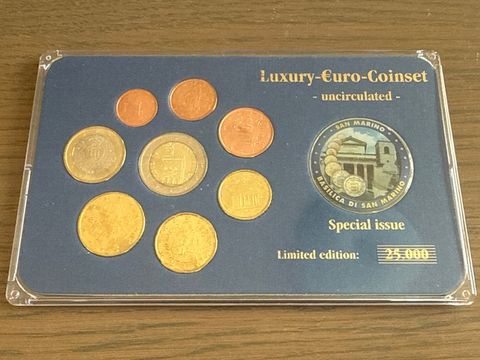 Luxury-€uro-Coinset
- uncirculated -
SAN MARINO
BASILICA DI SAN MARINO
Special issue
Limited edition: 25.000